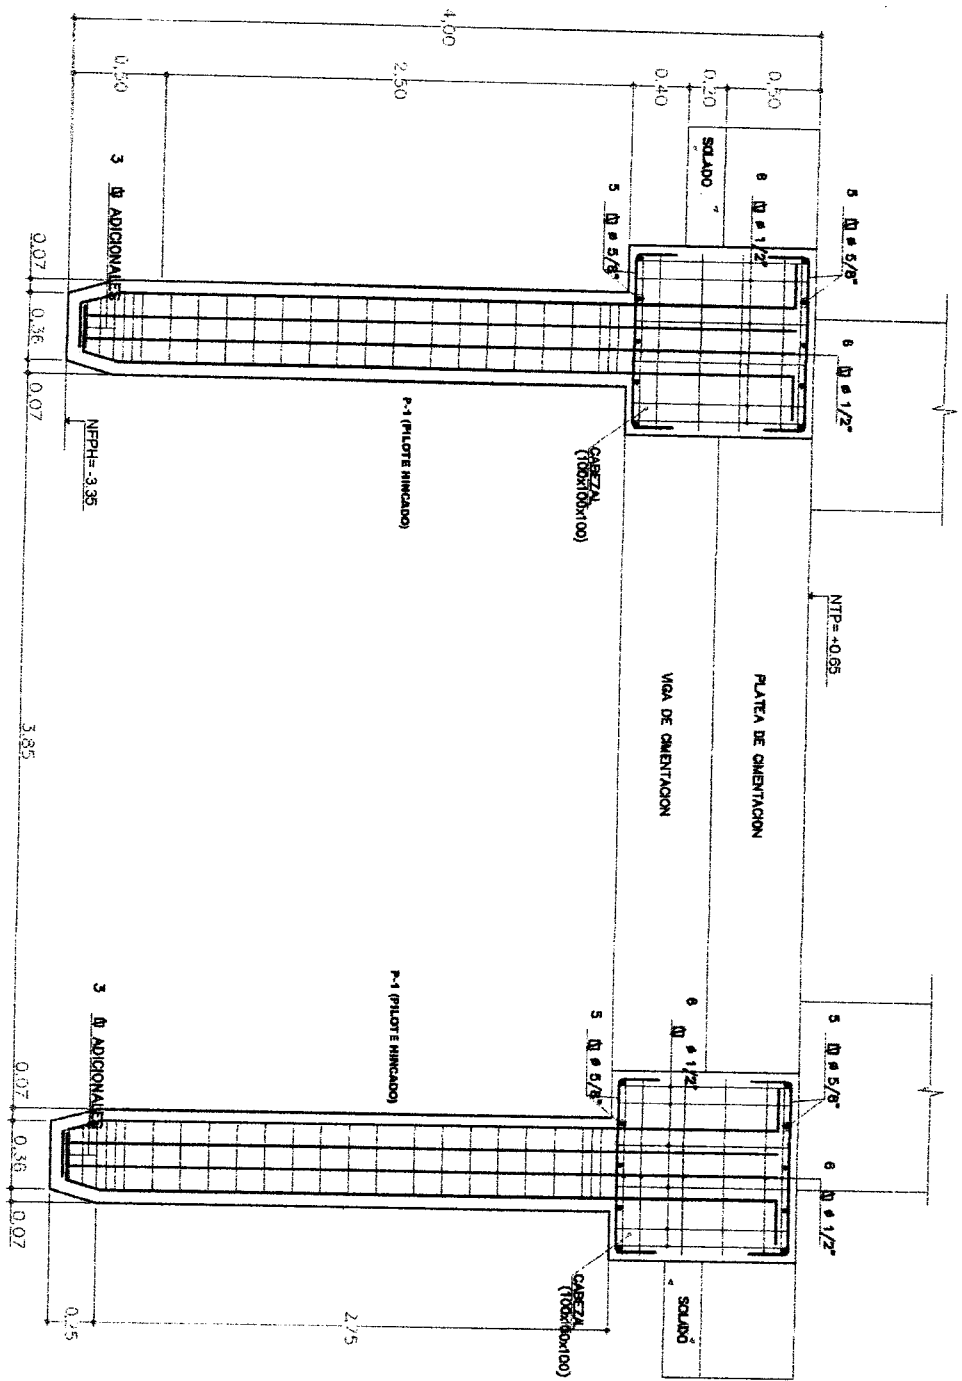 4,00
0,50
2,50
0,40
0,20
0,50
SOLADO
5 ø 5/8"
6 ø 1/2"
5 ø 5/8"
6 ø 1/2"
3 ADICIONALES
0,07
0,36
0,07
NFPH= -3.35
P-1 (PILOTE HINCADO)
CABEZAL
(100x100x100)
NTP= +0.65
PLATEA DE CIMENTACION
VIGA DE CIMENTACION
3,85
P-1 (PILOTE HINCADO)
3 ADICIONALES
5 ø 5/8"
6 ø 1/2"
5 ø 5/8"
6 ø 1/2"
0,07
0,36
0,07
CABEZAL
(100x100x100)
SOLADO
2,75